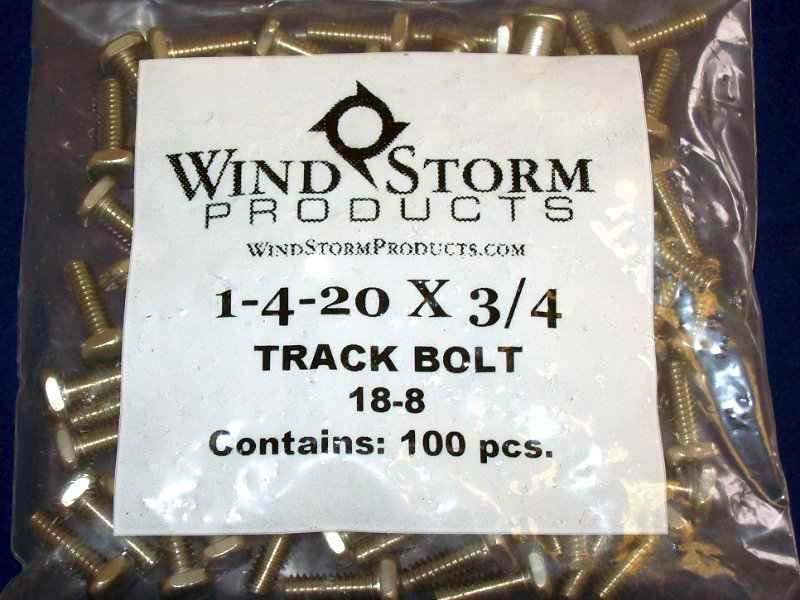 WIND STORM
PRODUCTS
WINDSTORMPRODUCTS.COM
1-4-20 X 3/4
TRACK BOLT
18-8
Contains: 100 pcs.